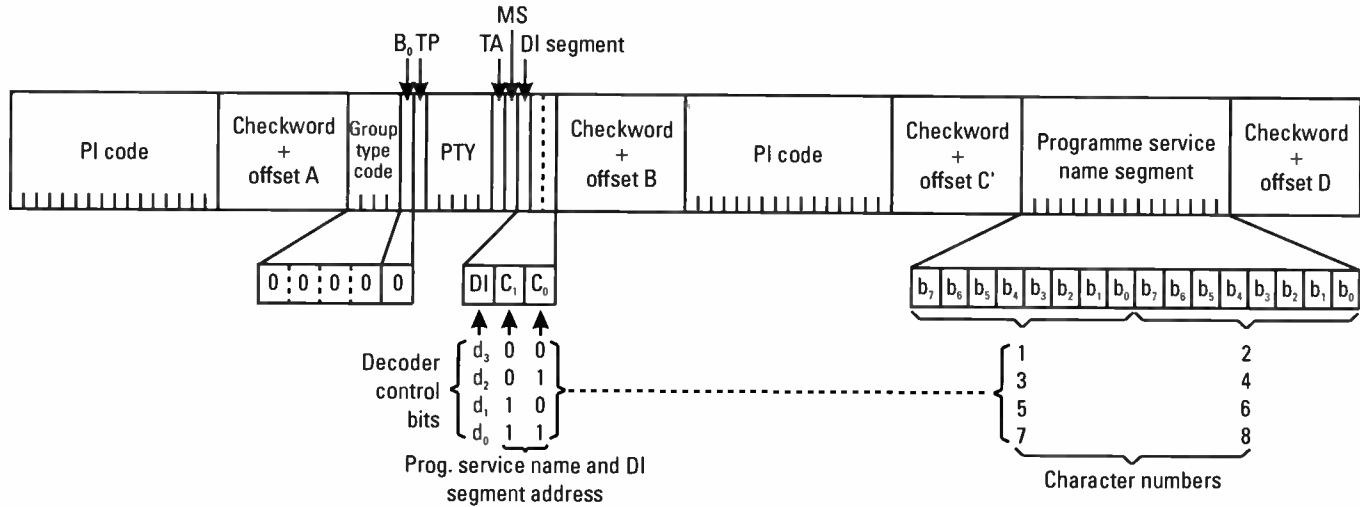 MS
B₀ TP TA DI segment
PI code
Checkword + offset A
Group type code
PTY
Checkword + offset B
PI code
Checkword + offset C'
Programme service name segment
Checkword + offset D
0 0 0 0 0
DI C₁ C₀
b₇ b₆ b₅ b₄ b₃ b₂ b₁ b₀ b₇ b₆ b₅ b₄ b₃ b₂ b₁ b₀
Decoder control bits
d₃ 0 0
d₂ 0 1
d₁ 1 0
d₀ 1 1
1 2
3 4
5 6
7 8
Prog. service name and DI
segment address
Character numbers